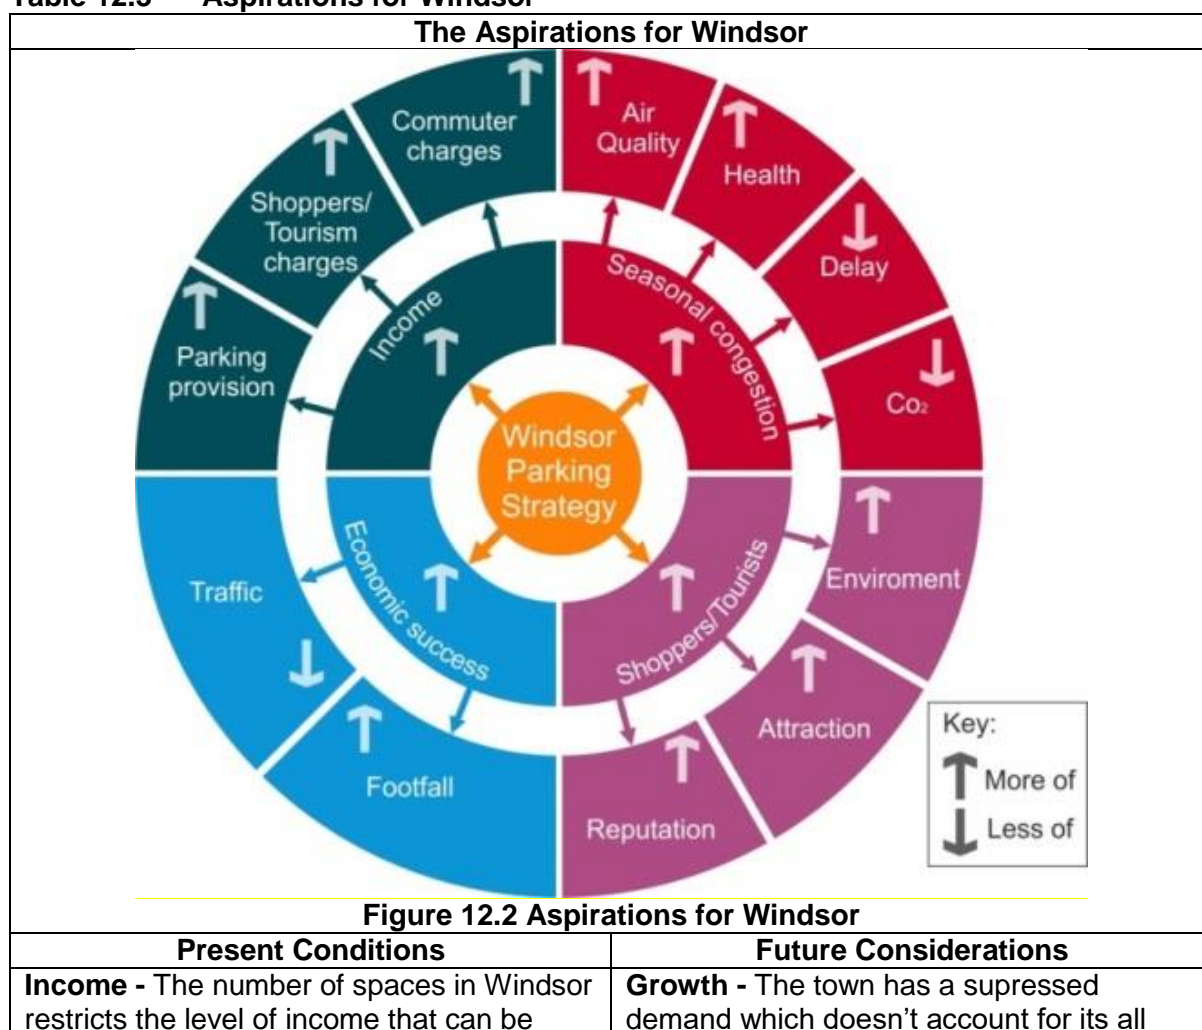 Table 12.3 Aspirations for Windsor
The Aspirations for Windsor
Commuter
charges
Air
Quality
Health
Shoppers/
Tourism
charges
Delay
Parking
provision
Co₂
Income
Seasonal congestion
Windsor
Parking
Strategy
Economic success
Shoppers/Tourists
Traffic
Enviroment
Footfall
Attraction
Reputation
Key:
More of
Less of
Figure 12.2 Aspirations for Windsor
Present Conditions
Future Considerations
Income - The number of spaces in Windsor
restricts the level of income that can be
Growth - The town has a supressed
demand which doesn't account for its all